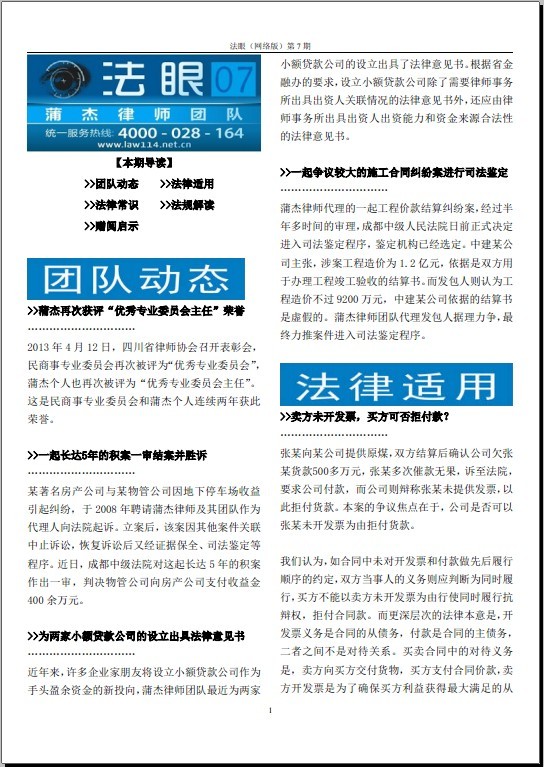 法眼（网络版）第 7 期
法眼 07
蒲杰律师团队
统一服务热线: 4000 - 028 - 164
www.law114.net.cn
【本期导读】
>>团队动态 >>法律适用
>>法律常识 >>法规解读
>>赠阅启示
团队动态
>>蒲杰再次获评“优秀专业委员会主任”荣誉
………………………………
2013 年 4 月 12 日，四川省律师协会召开表彰会，
民商事专业委员会再次被评为“优秀专业委员会”，
蒲杰个人也再次被评为 “优秀专业委员会主任”。
这是民商事专业委员会和蒲杰个人连续两年获此
荣誉。
>>一起长达5年的积案一审结案并胜诉
………………………………
某著名房产公司与某物管公司因地下停车场收益
引起纠纷，于 2008 年聘请蒲杰律师及其团队作为
代理人向法院起诉。立案后，该案因其他案件关联
中止诉讼，恢复诉讼后又经证据保全、司法鉴定等
程序。近日，成都中级法院对这起长达 5 年的积案
作出一审，判决物管公司向房产公司支付收益金
400 余万元。
>>为两家小额贷款公司的设立出具法律意见书
………………………………
近年来，许多企业家朋友将设立小额贷款公司作为
手头盈余资金的新投向，蒲杰律师团队最近为两家
小额贷款公司的设立出具了法律意见书。根据省金
融办的要求，设立小额贷款公司除了需要律师事务
所出具出资人关联情况的法律意见书外，还应由律
师事务所出具出资人出资能力和资金来源合法性
的法律意见书。
>>一起争议较大的施工合同纠纷案进行司法鉴定
………………………………
蒲杰律师代理的一起工程价款结算纠纷案，经过半
年多时间的审理，成都中级人民法院日前正式决定
进入司法鉴定程序，鉴定机构已经选定。中建某公
司主张，涉案工程造价为 1.2 亿元，依据是双方用
于办理工程竣工验收的结算书。而发包人则认为工
程造价不过 9200 万元，中建某公司依据的结算书
是虚假的。蒲杰律师团队代理发包人据理力争，最
终力推案件进入司法鉴定程序。
法律适用
>>卖方未开发票，买方可否拒付款？
………………………………
张某向某公司提供原煤，双方结算后确认公司欠张
某货款500多万元，张某多次催款无果，诉至法院，
要求公司付款，而公司则辩称张某未提供发票，以
此拒付货款。本案的争议焦点在于，公司是否可以
张某未开发票为由拒付货款。
我们认为，如合同中未对开发票和付款做先后履行
顺序的约定，双方当事人的义务则应判断为同时履
行，买方不能以卖方未开发票为由行使同时履行抗
辩权，拒付合同款。而更深层次的法律本意是，开
发票义务是合同的从债务，付款是合同的主债务，
二者之间不是对待关系。买卖合同中的对待义务
是，卖方向买方交付货物，买方支付合同价款，卖
方开发票是为了确保买方利益获得最大满足的从
1